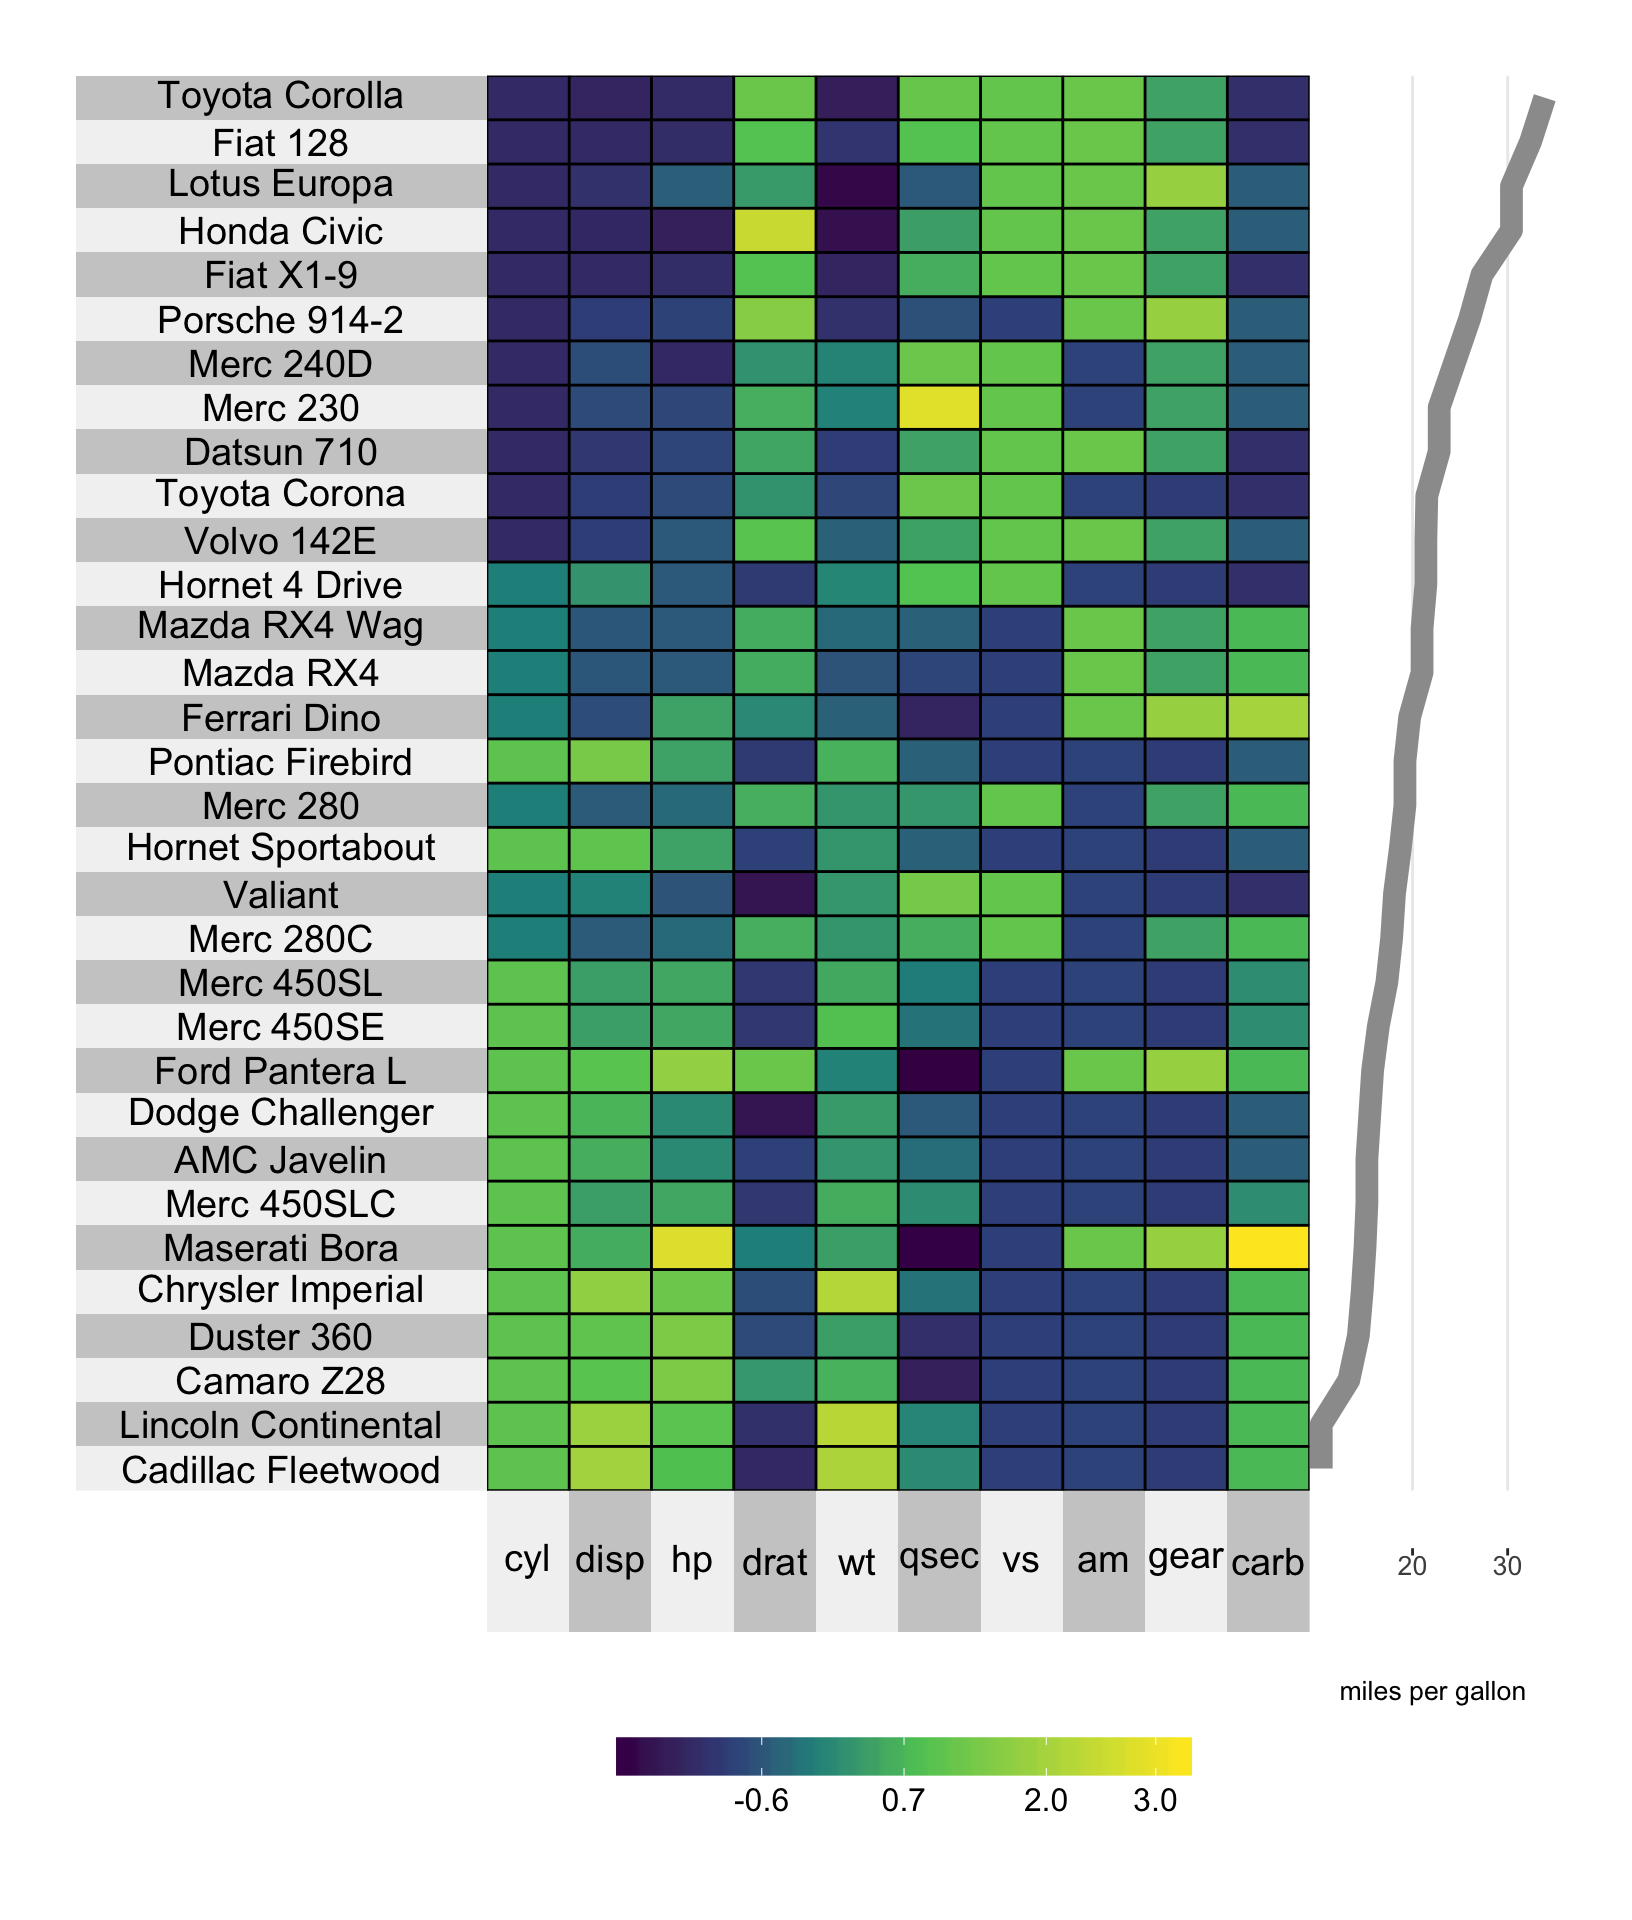 Toyota Corolla
Fiat 128
Lotus Europa
Honda Civic
Fiat X1-9
Porsche 914-2
Merc 240D
Merc 230
Datsun 710
Toyota Corona
Volvo 142E
Hornet 4 Drive
Mazda RX4 Wag
Mazda RX4
Ferrari Dino
Pontiac Firebird
Merc 280
Hornet Sportabout
Valiant
Merc 280C
Merc 450SL
Merc 450SE
Ford Pantera L
Dodge Challenger
AMC Javelin
Merc 450SLC
Maserati Bora
Chrysler Imperial
Duster 360
Camaro Z28
Lincoln Continental
Cadillac Fleetwood
cyl disp hp drat wt qsec vs am gear carb 20 30
miles per gallon
-0.6 0.7 2.0 3.0